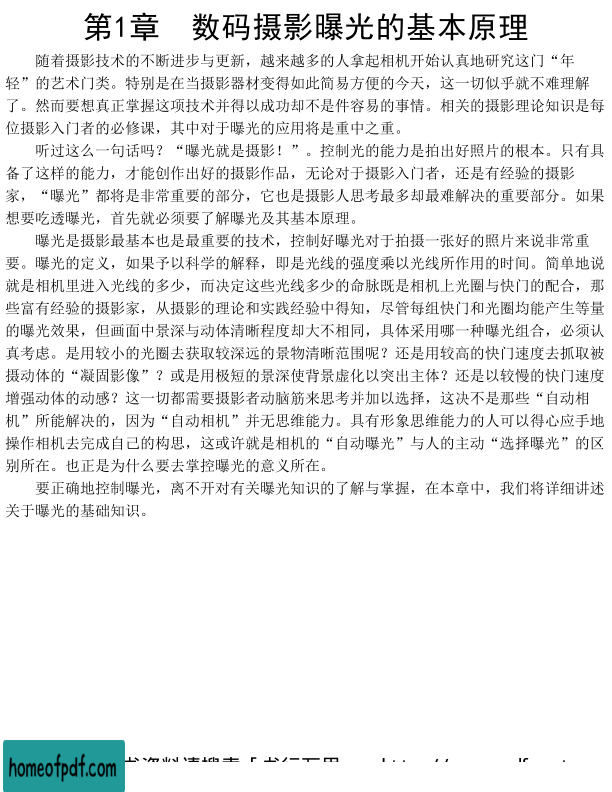 第1章　数码摄影曝光的基本原理
随着摄影技术的不断进步与更新，越来越多的人拿起相机开始认真地研究这门“年
轻”的艺术门类。特别是在当摄影器材变得如此简易方便的今天，这一切似乎就不难理解
了。然而要想真正掌握这项技术并得以成功却不是件容易的事情。相关的摄影理论知识是每
位摄影入门者的必修课，其中对于曝光的应用将是重中之重。
听过这么一句话吗？“曝光就是摄影！”。控制光的能力是拍出好照片的根本。只有具
备了这样的能力，才能创作出好的摄影作品，无论对于摄影入门者，还是有经验的摄影
家，“曝光”都将是非常重要的部分，它也是摄影人思考最多却最难解决的重要部分。如果
想要吃透曝光，首先就必须要了解曝光及其基本原理。
曝光是摄影最基本也是最重要的技术，控制好曝光对于拍摄一张好的照片来说非常重
要。曝光的定义，如果予以科学的解释，即是光线的强度乘以光线所作用的时间。简单地说
就是相机里进入光线的多少，而决定这些光线多少的命脉既是相机上光圈与快门的配合，那
些富有经验的摄影家，从摄影的理论和实践经验中得知，尽管每组快门和光圈均能产生等量
的曝光效果，但画面中景深与动体清晰程度却大不相同，具体采用哪一种曝光组合，必须认
真考虑。是用较小的光圈去获取较深远的景物清晰范围呢？还是用较高的快门速度去抓取被
摄动体的“凝固影像”？或是用极短的景深使背景虚化以突出主体？还是以较慢的快门速度
增强动体的动感？这一切都需要摄影者动脑筋来思考并加以选择，这决不是那些“自动相
机”所能解决的，因为“自动相机”并无思维能力。具有形象思维能力的人可以得心应手地
操作相机去完成自己的构思，这或许就是相机的“自动曝光”与人的主动“选择曝光”的区
别所在。也正是为什么要去掌控曝光的意义所在。
要正确地控制曝光，离不开对有关曝光知识的了解与掌握，在本章中，我们将详细讲述
关于曝光的基础知识。
homeofpdf.com